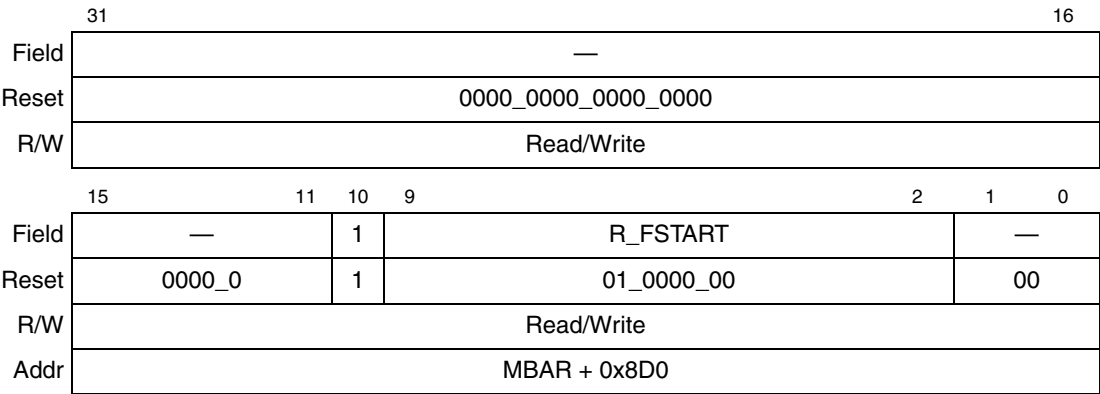 31 16
Field —
Reset 0000_0000_0000_0000
R/W Read/Write
15 11 10 9 2 1 0
Field — 1 R_FSTART —
Reset 0000_0 1 01_0000_00 00
R/W Read/Write
Addr MBAR + 0x8D0